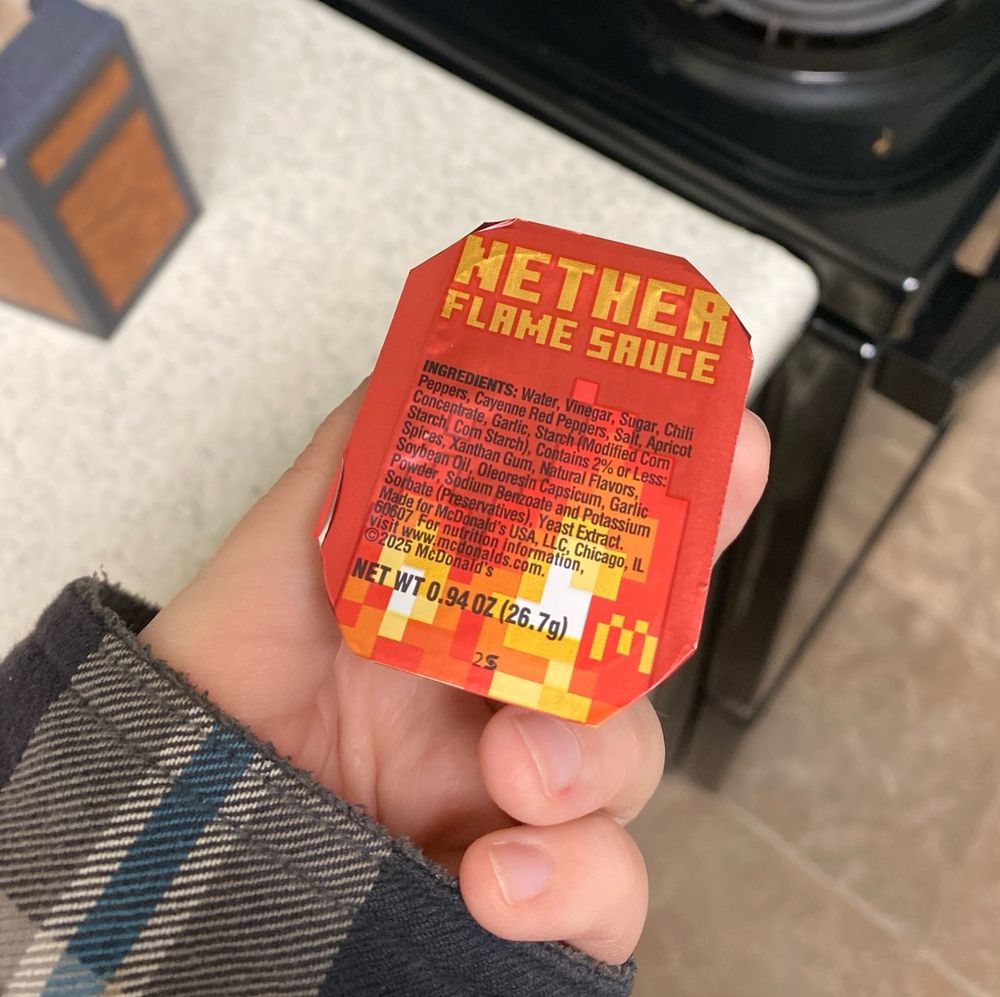 NETHER
FLAME SAUCE
INGREDIENTS: Water, Vinegar, Sugar, Chili
Peppers, Cayenne Red Peppers, Salt, Apricot
Concentrate, Garlic, Starch (Modified Corn
Starch, Corn Starch), Contains 2% or Less:
Spices, Xanthan Gum, Natural Flavors,
Soybean Oil, Oleoresin Capsicum, Garlic
Powder, Sodium Benzoate and Potassium
Sorbate (Preservatives), Yeast Extract.
Made for McDonald's USA, LLC, Chicago, IL
60607 For nutrition information,
visit www.mcdonalds.com.
©2025 McDonald's
NET WT 0.94 OZ (26.7g)
2S